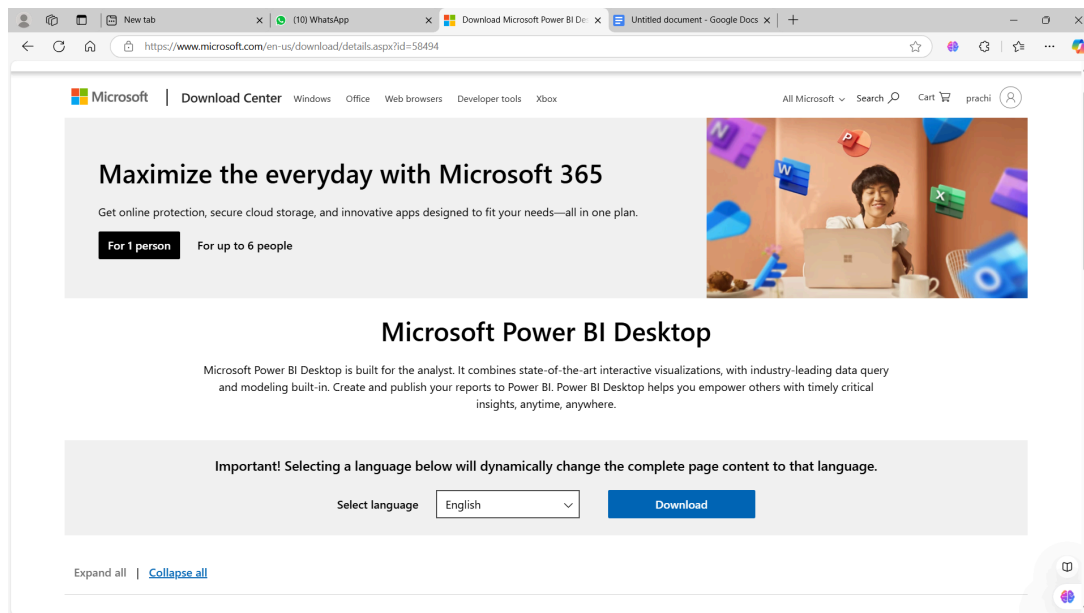 New tab
(10) WhatsApp
Download Microsoft Power BI Des
Untitled document - Google Docs
https://www.microsoft.com/en-us/download/details.aspx?id=58494
Microsoft
Download Center
Windows
Office
Web browsers
Developer tools
Xbox
All Microsoft
Search
Cart
prachi
Maximize the everyday with Microsoft 365
Get online protection, secure cloud storage, and innovative apps designed to fit your needs—all in one plan.
For 1 person
For up to 6 people
N
W
P
X
O
Microsoft Power BI Desktop
Microsoft Power BI Desktop is built for the analyst. It combines state-of-the-art interactive visualizations, with industry-leading data query
and modeling built-in. Create and publish your reports to Power BI. Power BI Desktop helps you empower others with timely critical
insights, anytime, anywhere.
Important! Selecting a language below will dynamically change the complete page content to that language.
Select language
English
Download
Expand all | Collapse all